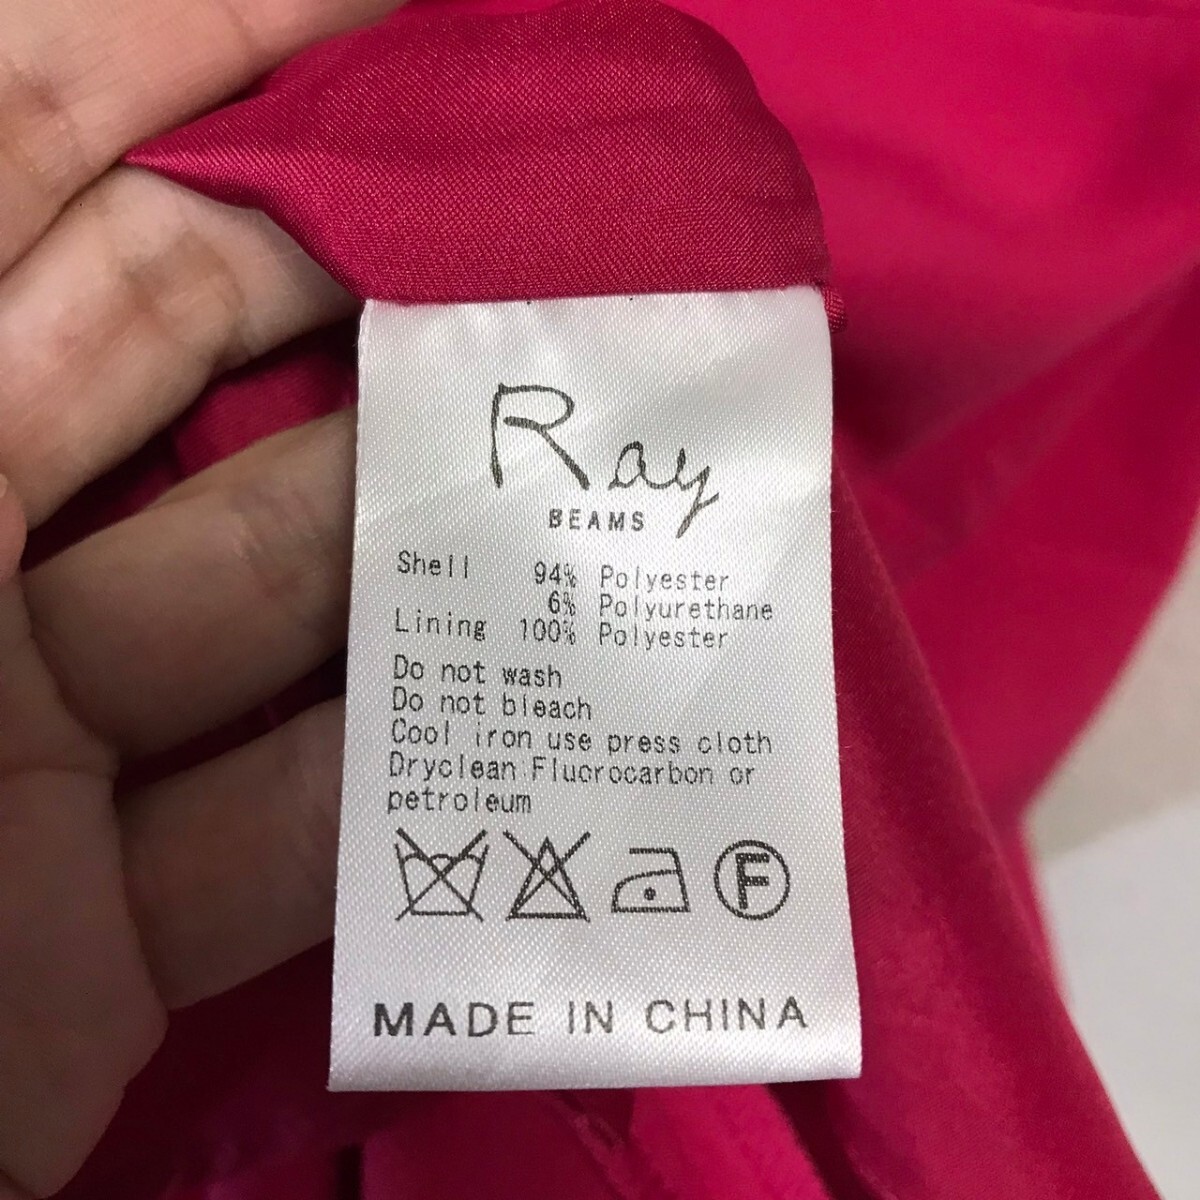 Ray
BEAMS
Shell 94% Polyester
6% Polyurethane
Lining 100% Polyester
Do not wash
Do not bleach
Cool iron use press cloth
Dryclean Fluorocarbon or
petroleum
F
MADE IN CHINA